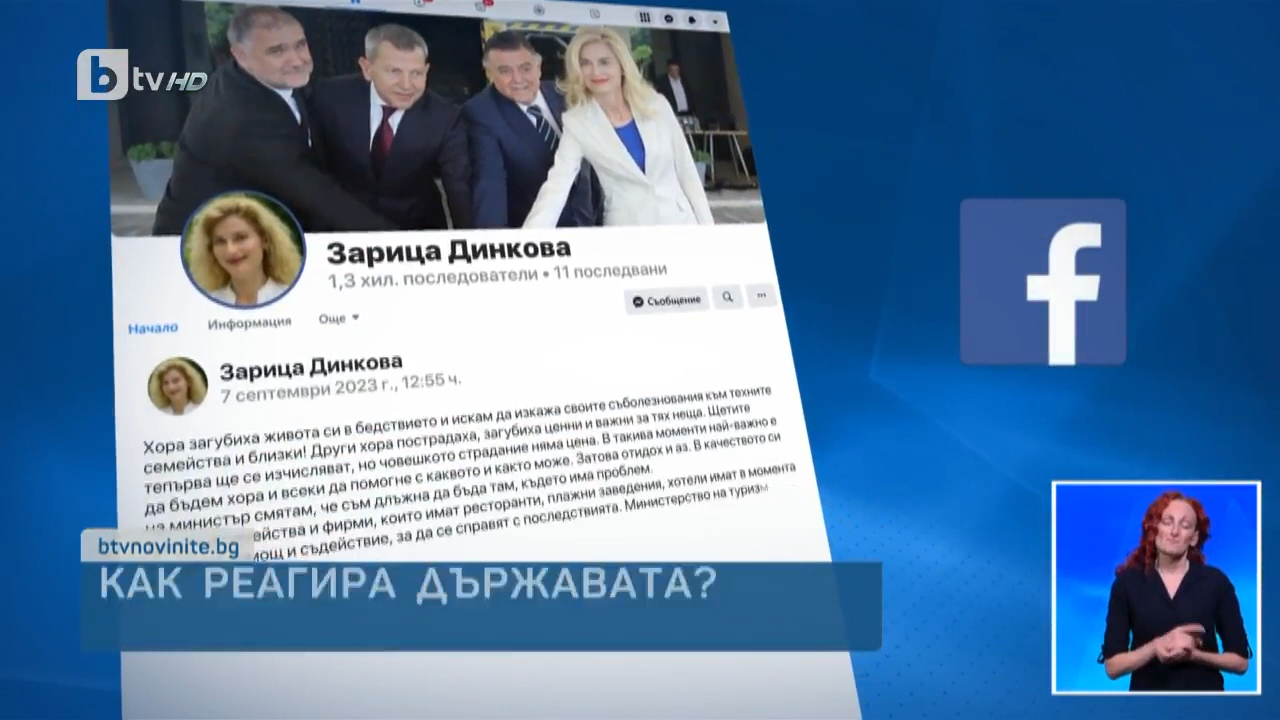 btvHD
Зарица Динкова
1,3 хил. последователи • 11 последвани
Съобщение
Начало
Информация
Още
Зарица Динкова
7 септември 2023 г., 12:55 ч.
Хора загубиха живота си в бедствието и искам да изкажа своите съболезнования към техните
семейства и близки! Други хора пострадаха, загубиха ценни и важни за тях неща. Щетите
тепърва ще се изчисляват, но човешкото страдание няма цена. В такива моменти най-важно е
да бъдем хора и всеки да помогне с каквото и както може. Затова отидох и аз. В качеството си
на министър смятам, че съм длъжна да бъда там, където има проблем.
ейства и фирми, които имат ресторанти, плажни заведения, хотели имат в момента
мощ и съдействие, за да се справят с последствията. Министерство на туризм
btvnovinite.bg
КАК РЕАГИРА ДЪРЖАВАТА?